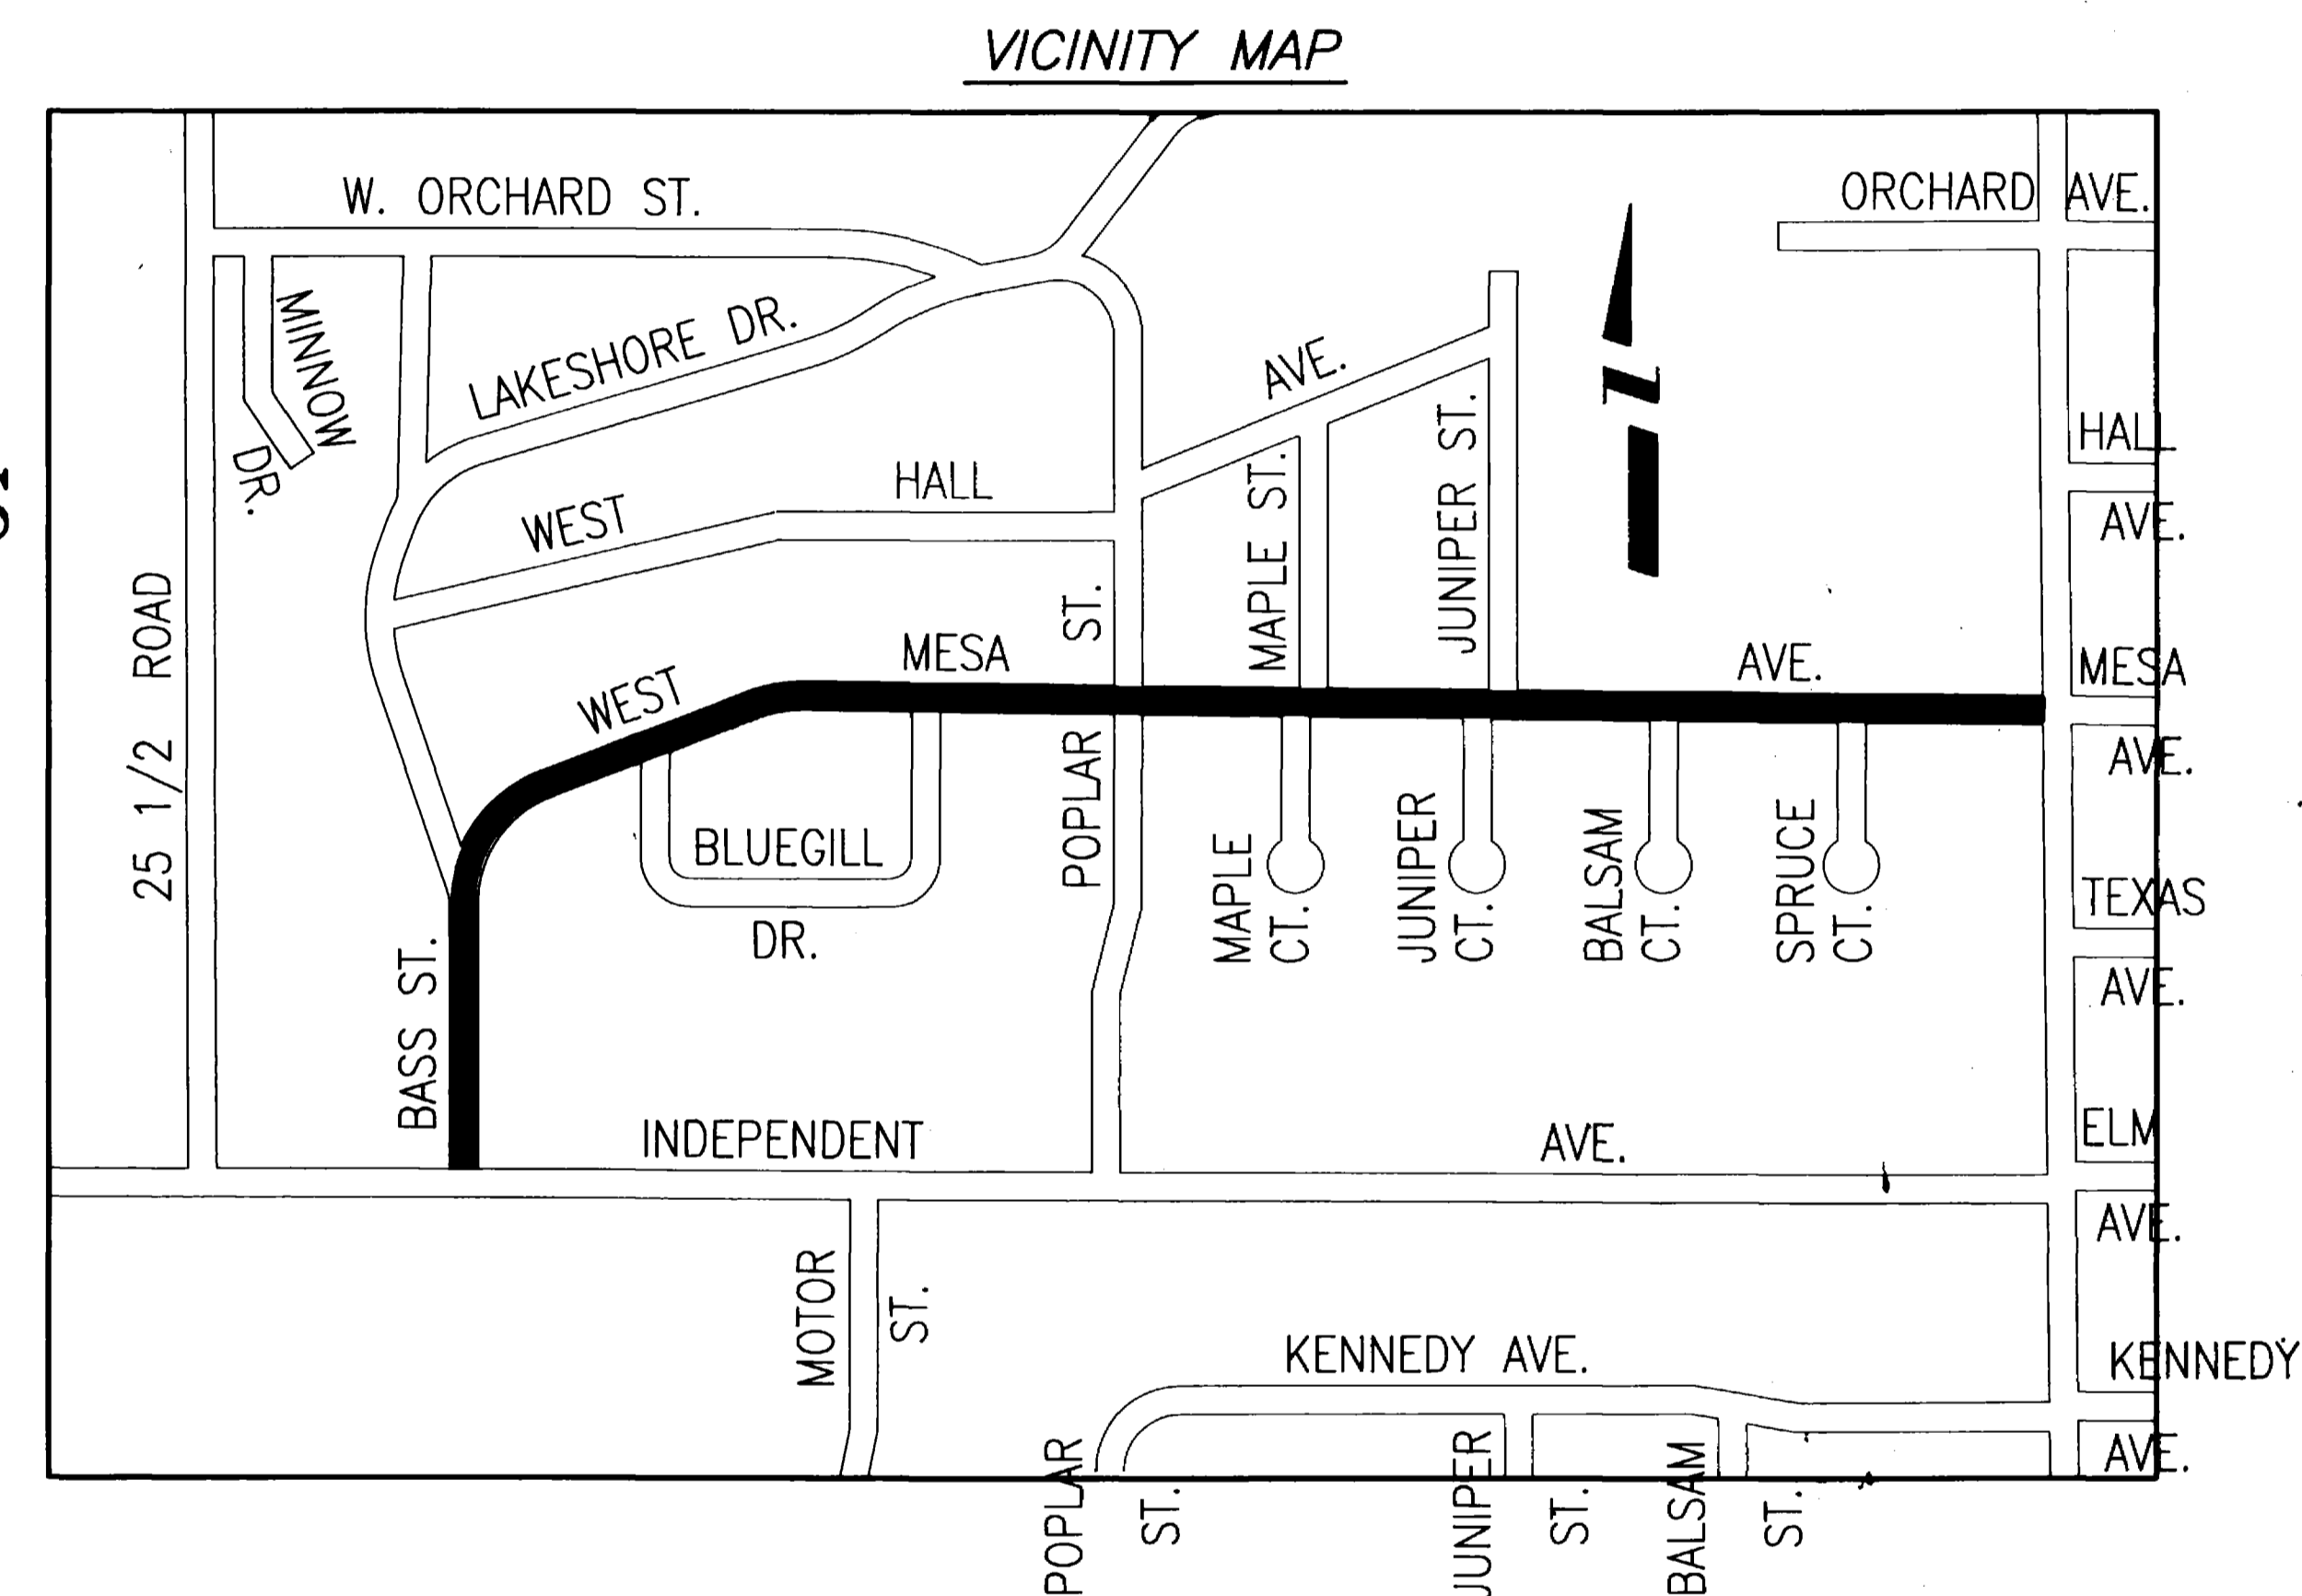 VICINITY MAP
W. ORCHARD ST.
ORCHARD AVE.
MINNOW
DR.
LAKESHORE DR.
AVE.
HALL
WEST
HALL
AVE.
MAPLE ST.
JUNIPER ST.
N
25 1/2 ROAD
ST.
WEST
MESA
AVE.
MESA
AVE.
POPLAR
BLUEGILL
DR.
MAPLE
CT.
JUNIPER
CT.
BALSAM
CT.
SPRUCE
CT.
TEXAS
AVE.
BASS ST.
INDEPENDENT
AVE.
ELM
AVE.
MOTOR
ST.
KENNEDY AVE.
KENNEDY
AVE.
POPLAR
ST.
JUNIPER
ST.
BALSAM
ST.